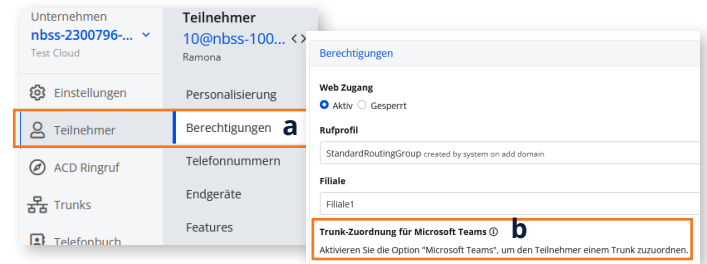 Unternehmen
nbss-2300796-...
Test Cloud
Einstellungen
Teilnehmer
ACD Ringruf
Trunks
Telefonbuch
Teilnehmer
10@nbss-100... <>
Ramona
Personalisierung
Berechtigungen a
Telefonnummern
Endgeräte
Features
Berechtigungen
Web Zugang
Aktiv Gesperrt
Rufprofil
StandardRoutingGroup created by system on add domain
Filiale
Filiale1
Trunk-Zuordnung für Microsoft Teams b
Aktivieren Sie die Option "Microsoft Teams", um den Teilnehmer einem Trunk zuzuordnen.